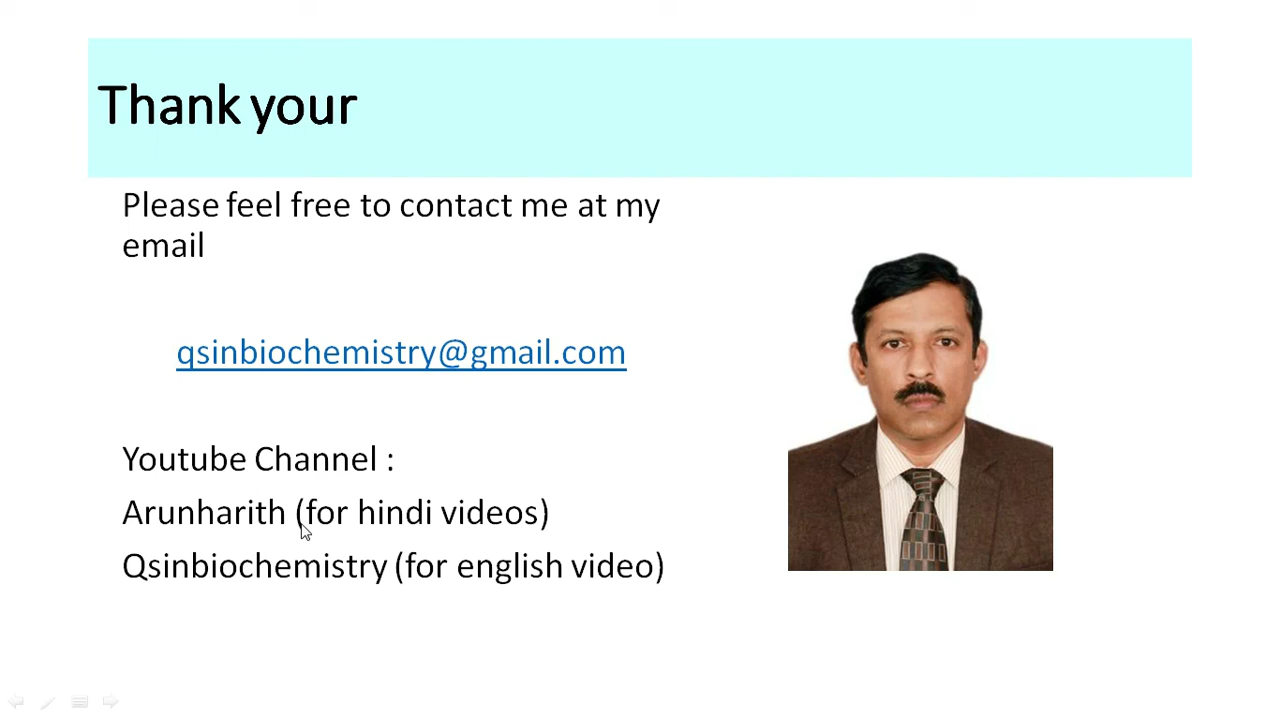 Thank your
Please feel free to contact me at my
email
qsinbiochemistry@gmail.com
Youtube Channel :
Arunharith (for hindi videos)
Qsinbiochemistry (for english video)